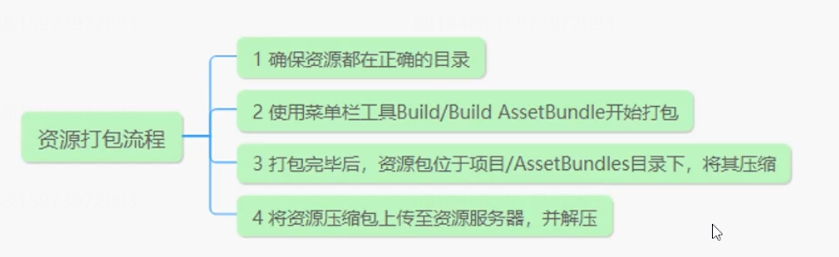 资源打包流程
1 确保资源都在正确的目录
2 使用菜单栏工具Build/Build AssetBundle开始打包
3 打包完毕后，资源包位于项目/AssetBundles目录下，将其压缩
4 将资源压缩包上传至资源服务器，并解压